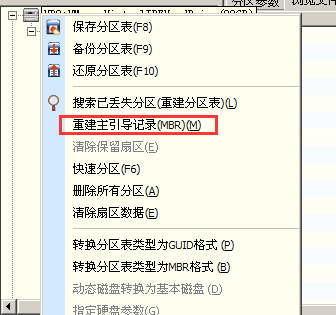 分区参数 浏览文件
保存分区表(F8)
备份分区表(F9)
还原分区表(F10)
搜索已丢失分区(重建分区表)(L)
重建主引导记录(MBR)(M)
清除保留扇区(E)
快速分区(F6)
删除所有分区(A)
清除扇区数据(E)
转换分区表类型为GUID格式 (P)
转换分区表类型为MBR格式 (B)
动态磁盘转换为基本磁盘 (D)
指定硬盘参数(G)